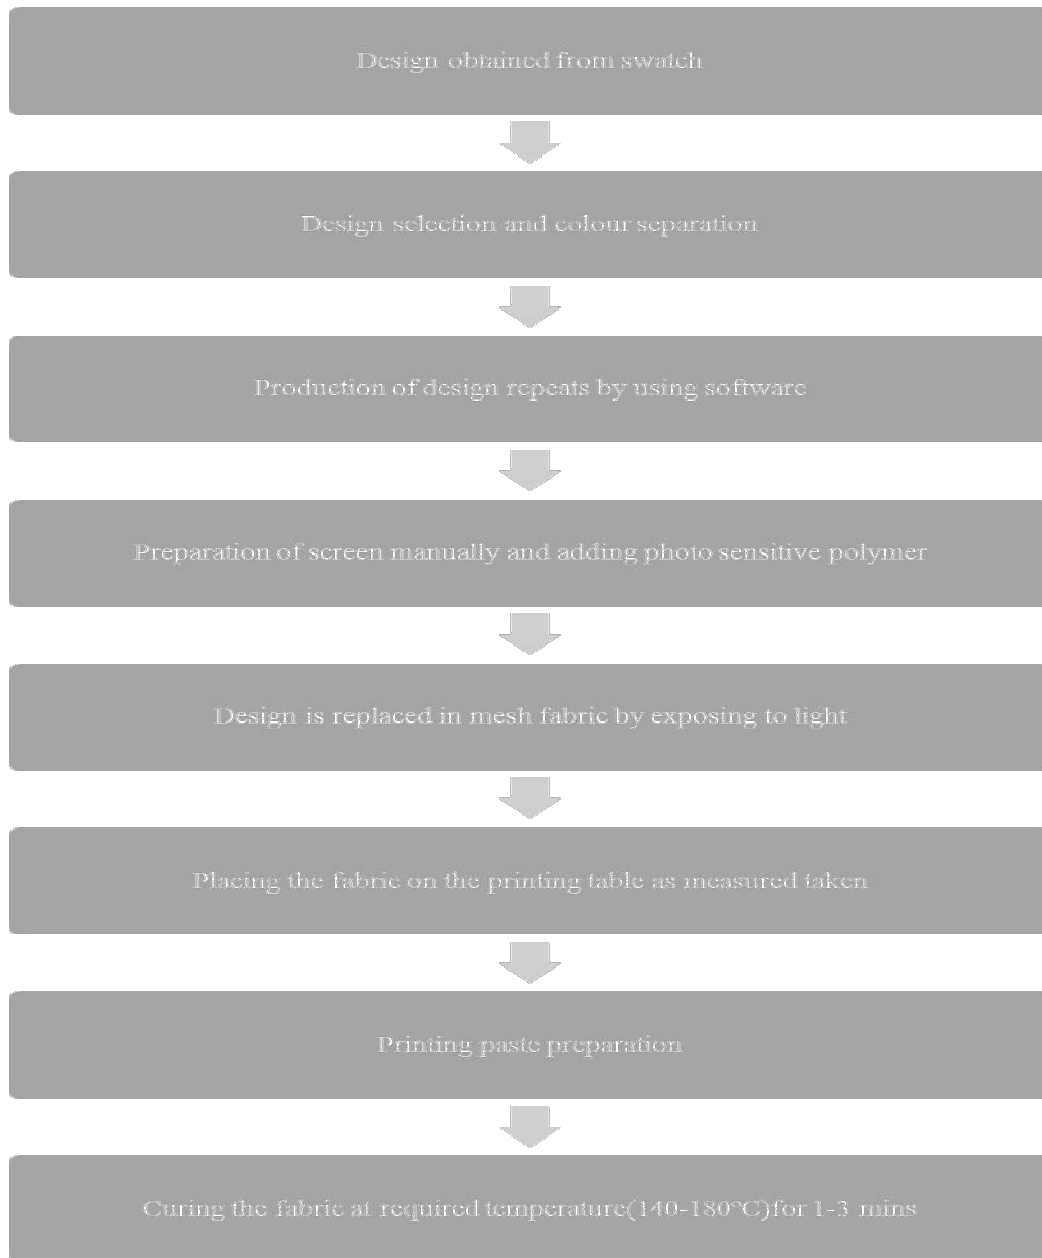 Design obtained from swatch
Design selection and colour separation
Production of design repeats by using software
Preparation of screen manually and adding photo sensitive polymer
Design is replaced in mesh fabric by exposing to light
Placing the fabric on the printing table as measured taken
Printing paste preparation
Curing the fabric at required temperature(140-180°C)for 1-3 mins